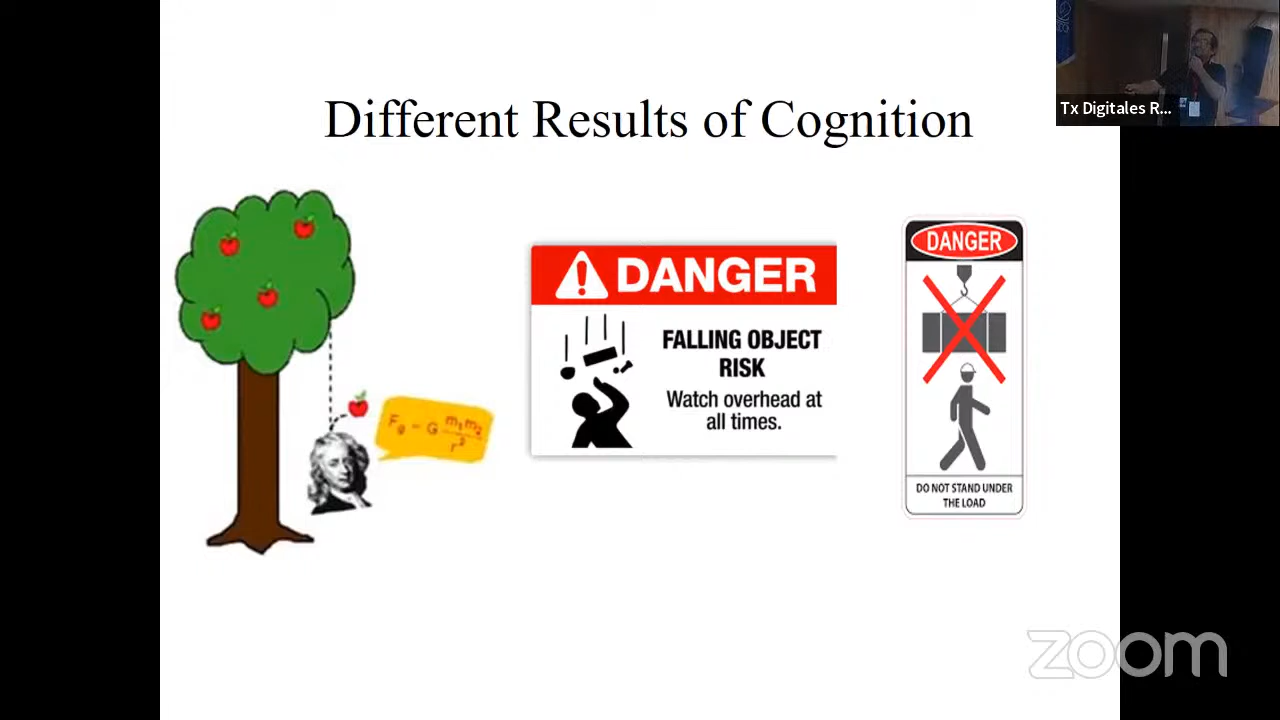 Tx Digitales R...
Different Results of Cognition
DANGER
FALLING OBJECT
RISK
Watch overhead at
all times.
DANGER
DO NOT STAND UNDER
THE LOAD
F_g = G m₁m₂
r²
zoom